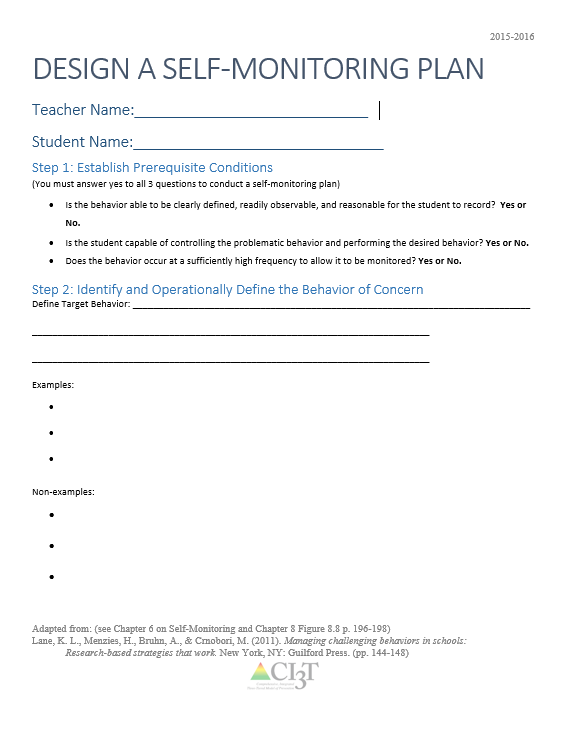 2015-2016
DESIGN A SELF-MONITORING PLAN
Teacher Name:____________________________
Student Name:______________________________
Step 1: Establish Prerequisite Conditions
(You must answer yes to all 3 questions to conduct a self-monitoring plan)
• Is the behavior able to be clearly defined, readily observable, and reasonable for the student to record? Yes or
No.
• Is the student capable of controlling the problematic behavior and performing the desired behavior? Yes or No.
• Does the behavior occur at a sufficiently high frequency to allow it to be monitored? Yes or No.
Step 2: Identify and Operationally Define the Behavior of Concern
Define Target Behavior: ______________________________
Examples:
Non-examples:
Adapted from: (see Chapter 6 on Self-Monitoring and Chapter 8 Figure 8.8 p. 196-198)
Lane, K. L., Menzies, H., Bruhn, A., & Crnobori, M. (2011). Managing challenging behaviors in schools:
Research-based strategies that work. New York, NY: Guilford Press. (pp. 144-148)
CI3T